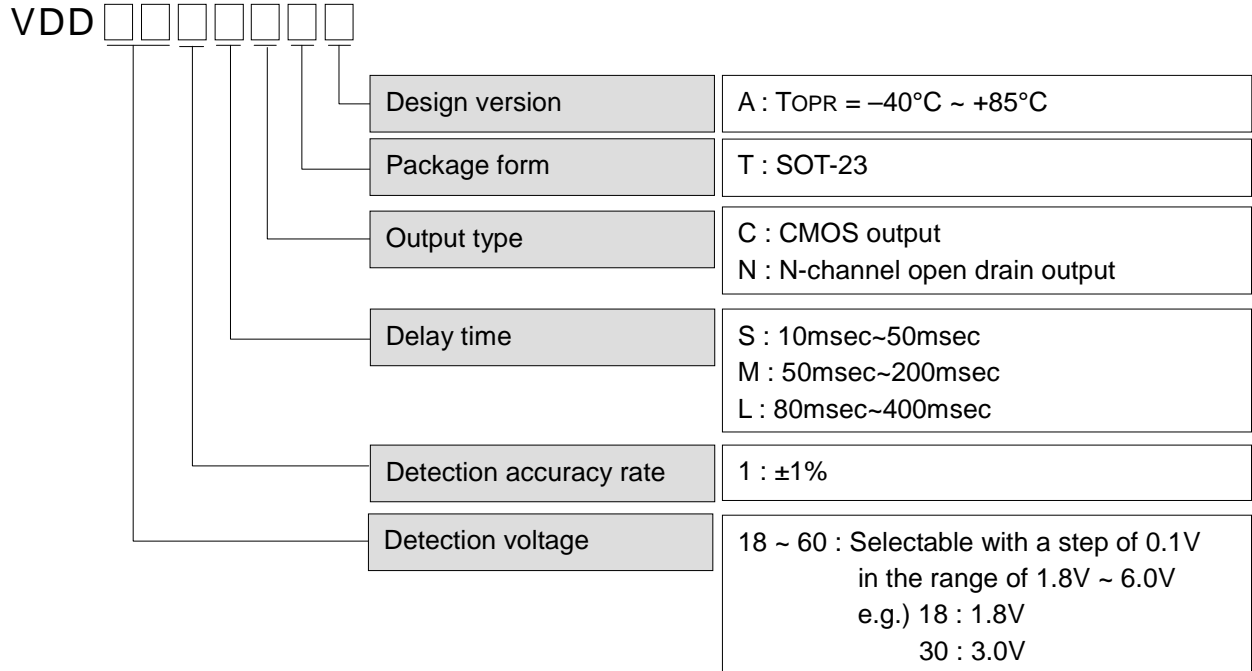 VDD □□□□□□□
Design version
A : TOPR = –40°C ~ +85°C
Package form
T : SOT-23
Output type
C : CMOS output
N : N-channel open drain output
Delay time
S : 10msec~50msec
M : 50msec~200msec
L : 80msec~400msec
Detection accuracy rate
1 : ±1%
Detection voltage
18 ~ 60 : Selectable with a step of 0.1V
in the range of 1.8V ~ 6.0V
e.g.) 18 : 1.8V
30 : 3.0V